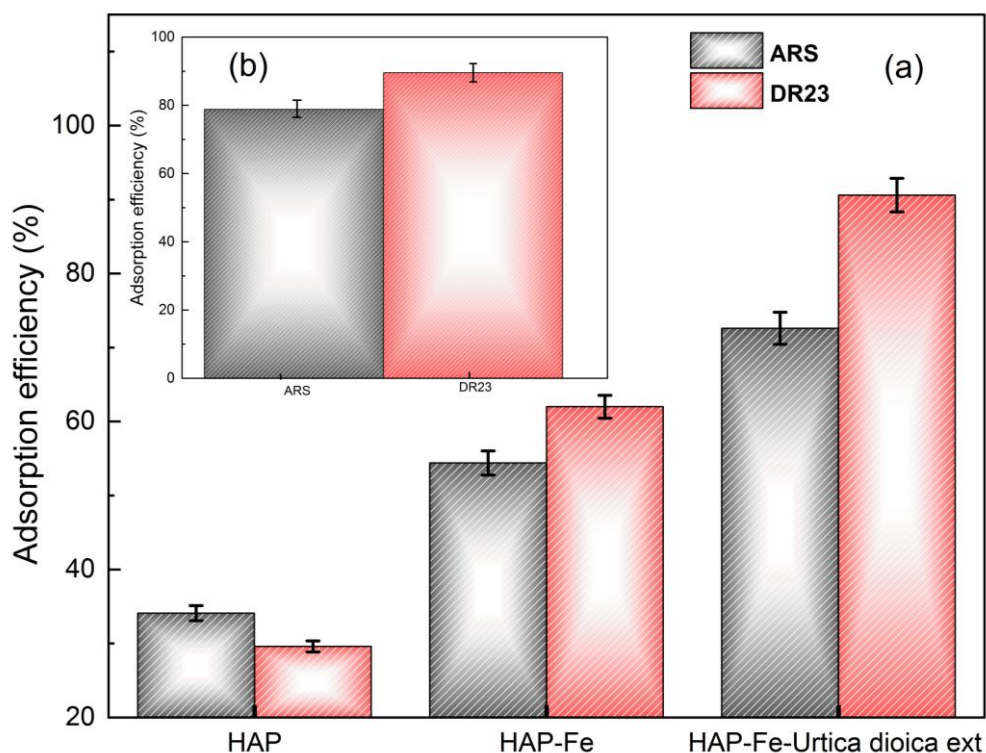 (b)
Adsorption efficiency (%)
100
80
60
40
20
0
ARS
DR23
ARS
DR23
(a)
Adsorption efficiency (%)
100
80
60
40
20
HAP
HAP-Fe
HAP-Fe-Urtica dioica ext